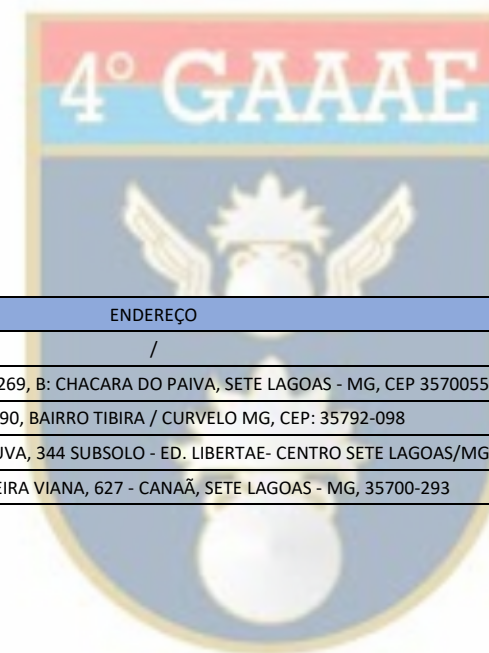 4° GAAAE
ENDEREÇO
/
269, B: CHACARA DO PAIVA, SETE LAGOAS - MG, CEP 3570055
90, BAIRRO TIBIRA / CURVELO MG, CEP: 35792-098
UVA, 344 SUBSOLO - ED. LIBERTAE- CENTRO SETE LAGOAS/MG
EIRA VIANA, 627 - CANAÃ, SETE LAGOAS - MG, 35700-293